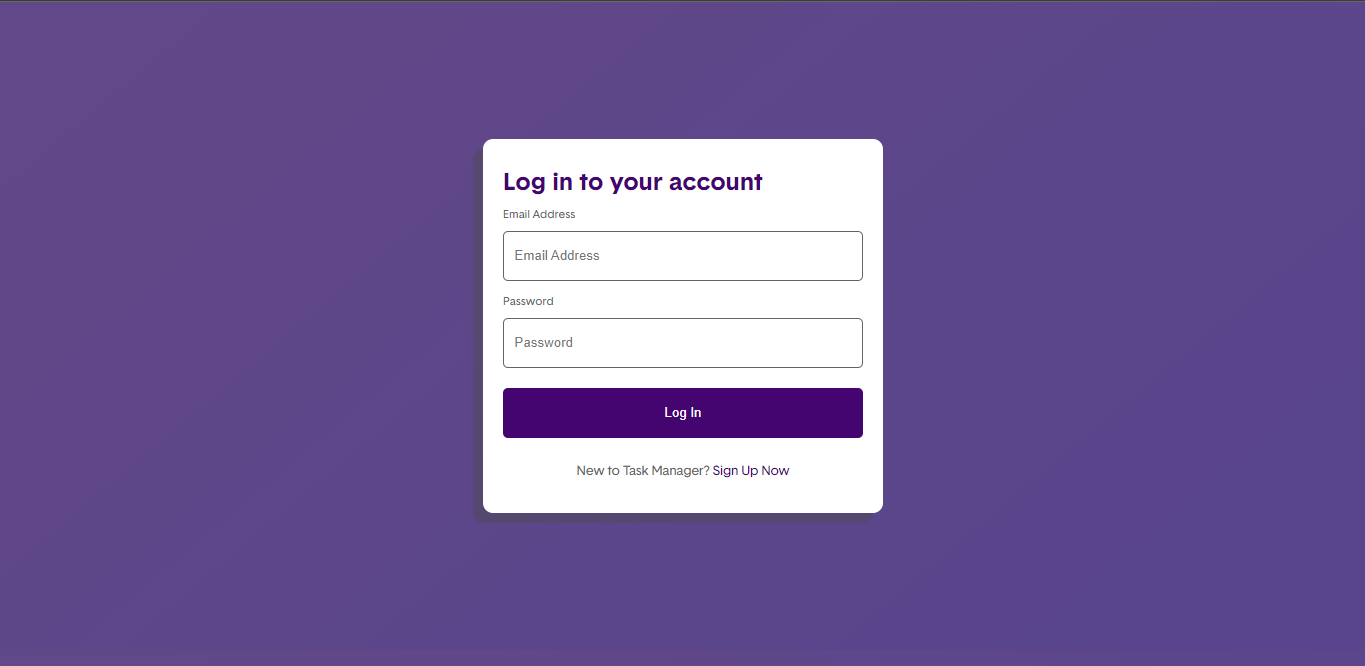 Log in to your account
Email Address
Email Address
Password
Password
Log In
New to Task Manager? Sign Up Now